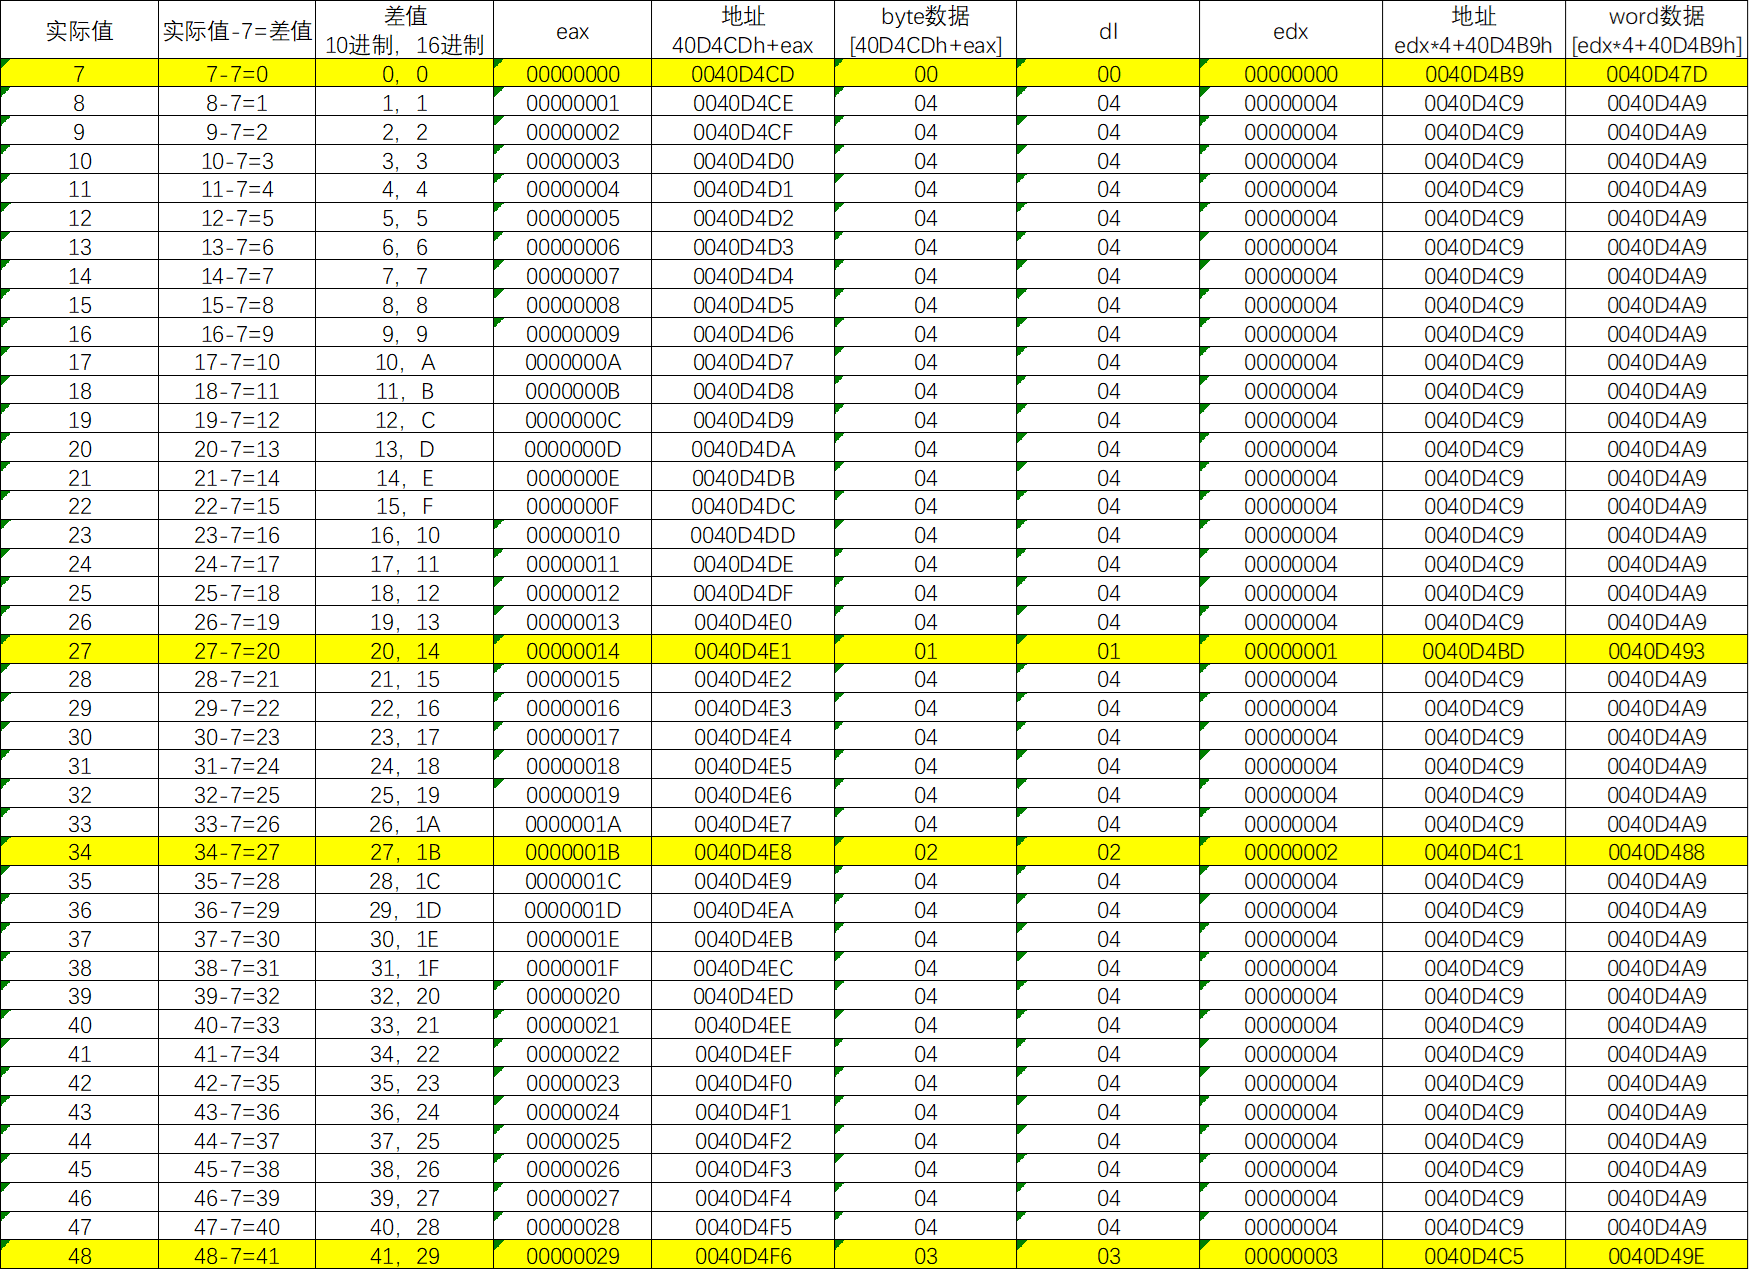 实际值 实际值-7=差值 差值 eax 地址 byte数据 dl edx 地址 word数据
10进制，16进制 40D4CDh+eax [40D4CDh+eax] edx*4+40D4B9h [edx*4+40D4B9h]
7 7-7=0 0，0 00000000 0040D4CD 00 00 00000000 0040D4B9 0040D47D
8 8-7=1 1，1 00000001 0040D4CE 04 04 00000004 0040D4C9 0040D4A9
9 9-7=2 2，2 00000002 0040D4CF 04 04 00000004 0040D4C9 0040D4A9
10 10-7=3 3，3 00000003 0040D4D0 04 04 00000004 0040D4C9 0040D4A9
11 11-7=4 4，4 00000004 0040D4D1 04 04 00000004 0040D4C9 0040D4A9
12 12-7=5 5，5 00000005 0040D4D2 04 04 00000004 0040D4C9 0040D4A9
13 13-7=6 6，6 00000006 0040D4D3 04 04 00000004 0040D4C9 0040D4A9
14 14-7=7 7，7 00000007 0040D4D4 04 04 00000004 0040D4C9 0040D4A9
15 15-7=8 8，8 00000008 0040D4D5 04 04 00000004 0040D4C9 0040D4A9
16 16-7=9 9，9 00000009 0040D4D6 04 04 00000004 0040D4C9 0040D4A9
17 17-7=10 10，A 0000000A 0040D4D7 04 04 00000004 0040D4C9 0040D4A9
18 18-7=11 11，B 0000000B 0040D4D8 04 04 00000004 0040D4C9 0040D4A9
19 19-7=12 12，C 0000000C 0040D4D9 04 04 00000004 0040D4C9 0040D4A9
20 20-7=13 13，D 0000000D 0040D4DA 04 04 00000004 0040D4C9 0040D4A9
21 21-7=14 14，E 0000000E 0040D4DB 04 04 00000004 0040D4C9 0040D4A9
22 22-7=15 15，F 0000000F 0040D4DC 04 04 00000004 0040D4C9 0040D4A9
23 23-7=16 16，10 00000010 0040D4DD 04 04 00000004 0040D4C9 0040D4A9
24 24-7=17 17，11 00000011 0040D4DE 04 04 00000004 0040D4C9 0040D4A9
25 25-7=18 18，12 00000012 0040D4DF 04 04 00000004 0040D4C9 0040D4A9
26 26-7=19 19，13 00000013 0040D4E0 04 04 00000004 0040D4C9 0040D4A9
27 27-7=20 20，14 00000014 0040D4E1 01 01 00000001 0040D4BD 0040D493
28 28-7=21 21，15 00000015 0040D4E2 04 04 00000004 0040D4C9 0040D4A9
29 29-7=22 22，16 00000016 0040D4E3 04 04 00000004 0040D4C9 0040D4A9
30 30-7=23 23，17 00000017 0040D4E4 04 04 00000004 0040D4C9 0040D4A9
31 31-7=24 24，18 00000018 0040D4E5 04 04 00000004 0040D4C9 0040D4A9
32 32-7=25 25，19 00000019 0040D4E6 04 04 00000004 0040D4C9 0040D4A9
33 33-7=26 26，1A 0000001A 0040D4E7 04 04 00000004 0040D4C9 0040D4A9
34 34-7=27 27，1B 0000001B 0040D4E8 02 02 00000002 0040D4C1 0040D488
35 35-7=28 28，1C 0000001C 0040D4E9 04 04 00000004 0040D4C9 0040D4A9
36 36-7=29 29，1D 0000001D 0040D4EA 04 04 00000004 0040D4C9 0040D4A9
37 37-7=30 30，1E 0000001E 0040D4EB 04 04 00000004 0040D4C9 0040D4A9
38 38-7=31 31，1F 0000001F 0040D4EC 04 04 00000004 0040D4C9 0040D4A9
39 39-7=32 32，20 00000020 0040D4ED 04 04 00000004 0040D4C9 0040D4A9
40 40-7=33 33，21 00000021 0040D4EE 04 04 00000004 0040D4C9 0040D4A9
41 41-7=34 34，22 00000022 0040D4EF 04 04 00000004 0040D4C9 0040D4A9
42 42-7=35 35，23 00000023 0040D4F0 04 04 00000004 0040D4C9 0040D4A9
43 43-7=36 36，24 00000024 0040D4F1 04 04 00000004 0040D4C9 0040D4A9
44 44-7=37 37，25 00000025 0040D4F2 04 04 00000004 0040D4C9 0040D4A9
45 45-7=38 38，26 00000026 0040D4F3 04 04 00000004 0040D4C9 0040D4A9
46 46-7=39 39，27 00000027 0040D4F4 04 04 00000004 0040D4C9 0040D4A9
47 47-7=40 40，28 00000028 0040D4F5 04 04 00000004 0040D4C9 0040D4A9
48 48-7=41 41，29 00000029 0040D4F6 03 03 00000003 0040D4C5 0040D49E